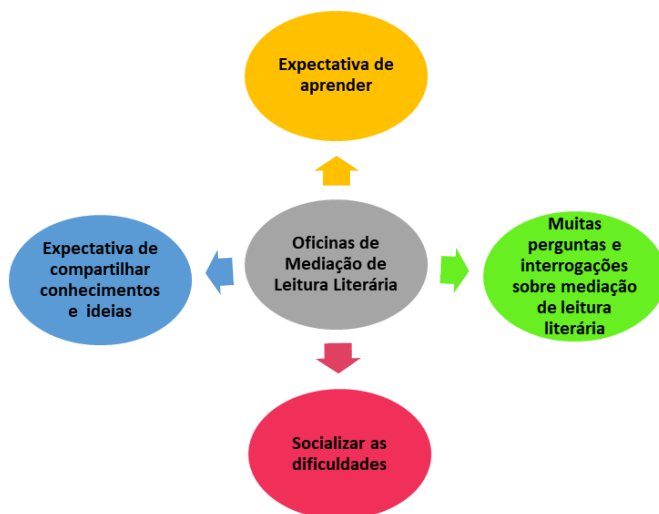 Expectativa de
aprender
Expectativa de
compartilhar
conhecimentos
e ideias
Oficinas de
Mediação de
Leitura Literária
Muitas
perguntas e
interrogações
sobre mediação
de leitura
literária
Socializar as
dificuldades